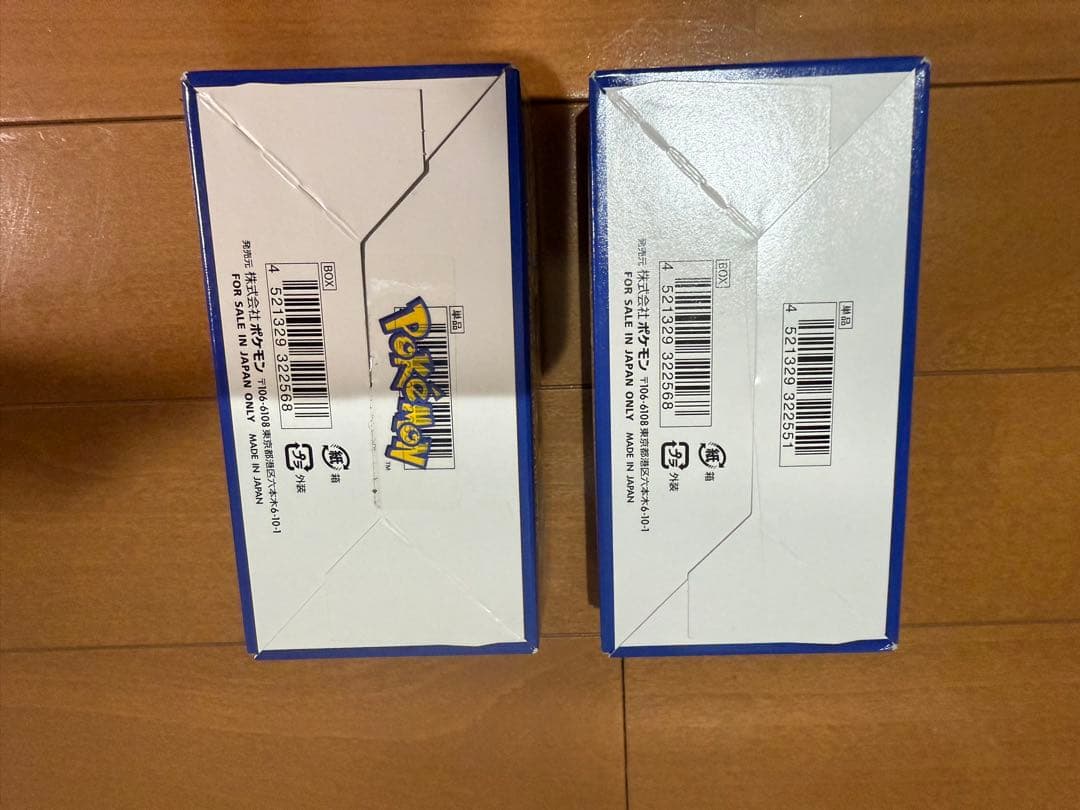 BOX
4 521329 322568
単品
Pokémon
TM
紙 箱
プラ 外装
発売元 株式会社 ポケモン 〒106-6108 東京都港区六本木6-10-1
FOR SALE IN JAPAN ONLY MADE IN JAPAN
BOX
4 521329 322568
単品
4 521329 322551
紙 箱
プラ 外装
発売元 株式会社 ポケモン 〒106-6108 東京都港区六本木6-10-1
FOR SALE IN JAPAN ONLY MADE IN JAPAN